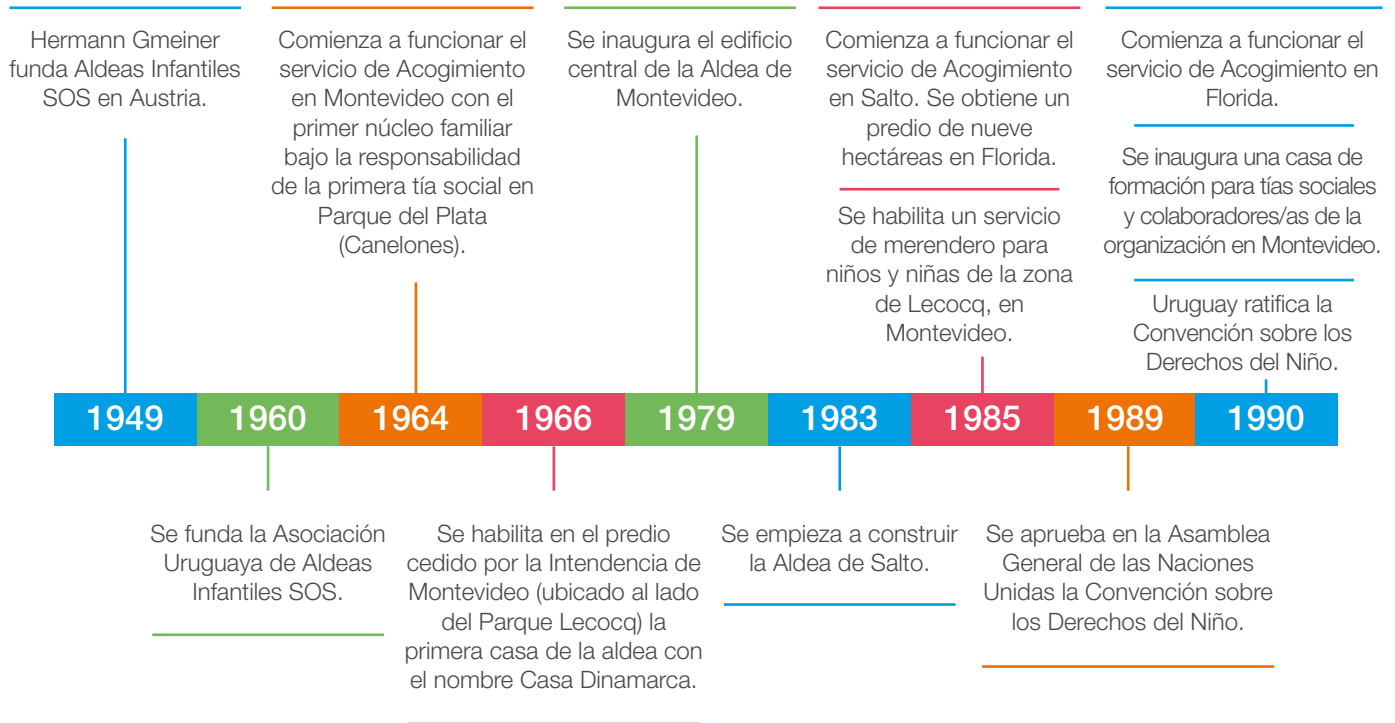 Hermann Gmeiner
funda Aldeas Infantiles
SOS en Austria.
Comienza a funcionar el
servicio de Acogimiento
en Montevideo con el
primer núcleo familiar
bajo la responsabilidad
de la primera tía social en
Parque del Plata
(Canelones).
Se inaugura el edificio
central de la Aldea de
Montevideo.
Comienza a funcionar el
servicio de Acogimiento
en Salto. Se obtiene un
predio de nueve
hectáreas en Florida.
Se habilita un servicio
de merendero para
niños y niñas de la zona
de Lecocq, en
Montevideo.
Comienza a funcionar el
servicio de Acogimiento en
Florida.
Se inaugura una casa de
formación para tías sociales
y colaboradores/as de la
organización en Montevideo.
Uruguay ratifica la
Convención sobre los
Derechos del Niño.
1949 1960 1964 1966 1979 1983 1985 1989 1990
Se funda la Asociación
Uruguaya de Aldeas
Infantiles SOS.
Se habilita en el predio
cedido por la Intendencia de
Montevideo (ubicado al lado
del Parque Lecocq) la
primera casa de la aldea con
el nombre Casa Dinamarca.
Se empieza a construir
la Aldea de Salto.
Se aprueba en la Asamblea
General de las Naciones
Unidas la Convención sobre
los Derechos del Niño.